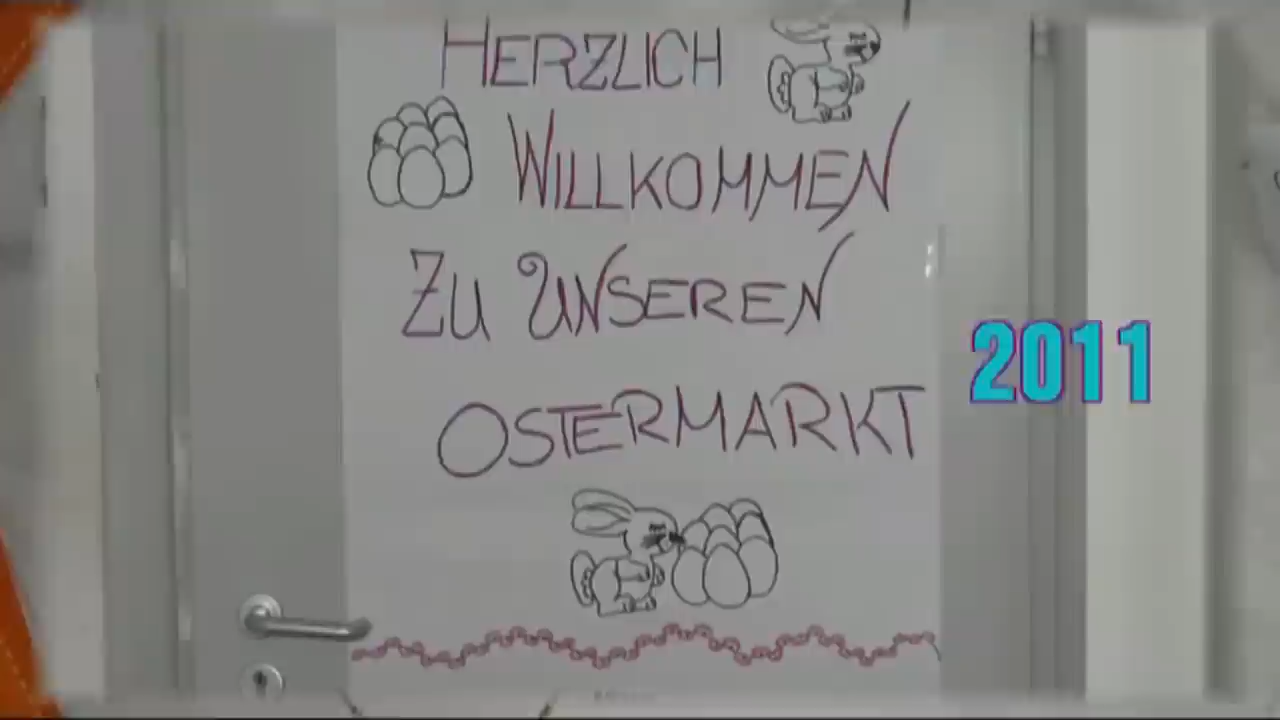 HERZLICH
WILLKOMMEN
ZU UNSEREN
OSTERMARKT
2011